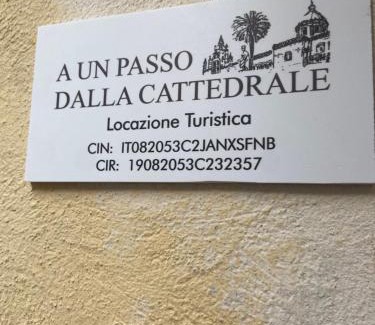 A UN PASSO
DALLA CATTEDRALE
Locazione Turistica
CIN: IT082053C2JANXSFNB
CIR: 19082053C232357